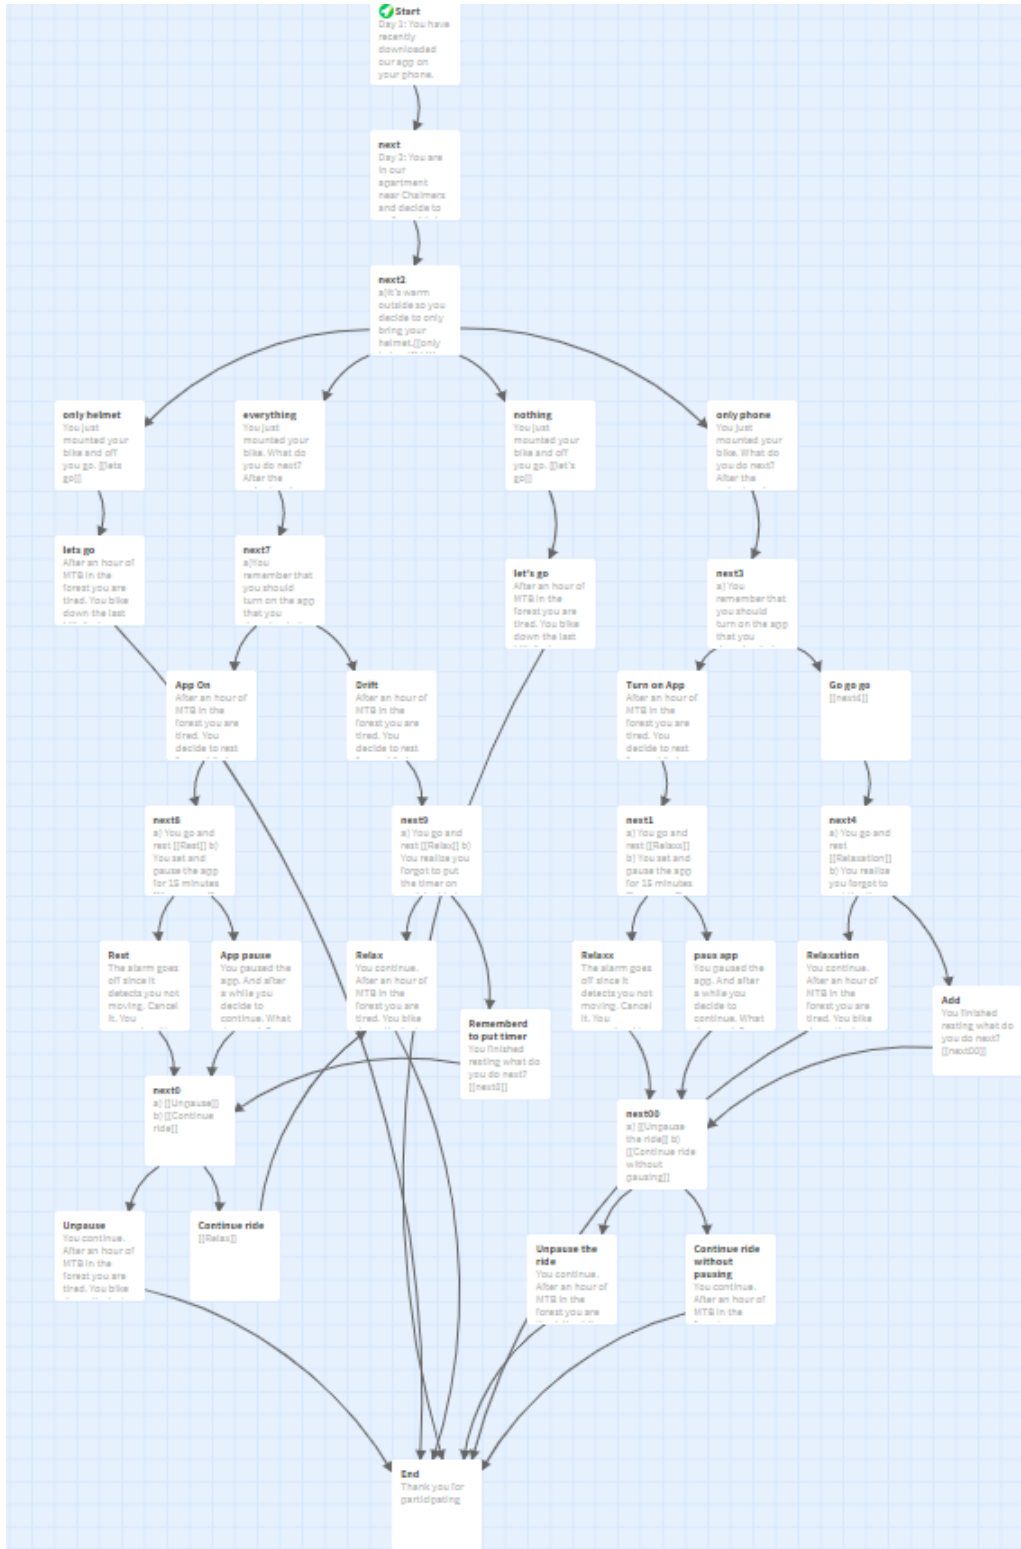 Start
Day 1: You have
recently
downloaded
our app on
your phone.
next
Day 2: You are
in our
apartment
near Chalmers
and decide to
next2
a)It's warm
outside so you
decide to only
bring your
helmet.[[only
only helmet
You just
mounted your
bike and off
you go. [[lets
go]]
everything
You just
mounted your
bike. What do
you do next?
After the
nothing
You just
mounted your
bike and off
you go. [[let's
go]]
only phone
You just
mounted your
bike. What do
you do next?
After the
lets go
After an hour of
MTB in the
forest you are
tired. You bike
down the last
next7
a)You
remember that
you should
turn on the app
that you
let's go
After an hour of
MTB in the
forest you are
tired. You bike
down the last
next3
a) You
remember that
you should
turn on the app
that you
App On
After an hour of
MTB in the
forest you are
tired. You
decide to rest
Drift
After an hour of
MTB in the
forest you are
tired. You
decide to rest
Turn on App
After an hour of
MTB in the
forest you are
tired. You
decide to rest
Go go go
[[next4]]
next8
a) You go and
rest [[Rest]] b)
You set and
pause the app
for 15 minutes
next9
a) You go and
rest [[Relax]] b)
You realize you
forgot to put
the timer on
next1
a) You go and
rest [[Relaxx]]
b) You set and
pause the app
for 15 minutes
next4
a) You go and
rest
[[Relaxation]]
b) You realize
you forgot to
Rest
The alarm goes
off since it
detects you not
moving. Cancel
it. You
App pause
You paused the
app. And after
a while you
decide to
continue. What
Relax
You continue.
After an hour of
MTB in the
forest you are
tired. You bike
Relaxx
The alarm goes
off since it
detects you not
moving. Cancel
it. You
paus app
You paused the
app. And after
a while you
decide to
continue. What
Relaxation
You continue.
After an hour of
MTB in the
forest you are
tired. You bike
Add
You finished
resting what do
you do next?
[[next00]]
Rememberd
to put timer
You finished
resting what do
you do next?
[[next0]]
next0
a) [[Unpause]]
b) [[Continue
ride]]
next00
a) [[Unpause
the ride]] b)
[[Continue ride
without
pausing]]
Unpause
You continue.
After an hour of
MTB in the
forest you are
tired. You bike
Continue ride
[[Relax]]
Unpause the
ride
You continue.
After an hour of
MTB in the
forest you are
Continue ride
without
pausing
You continue.
After an hour of
MTB in the
End
Thank you for
participating